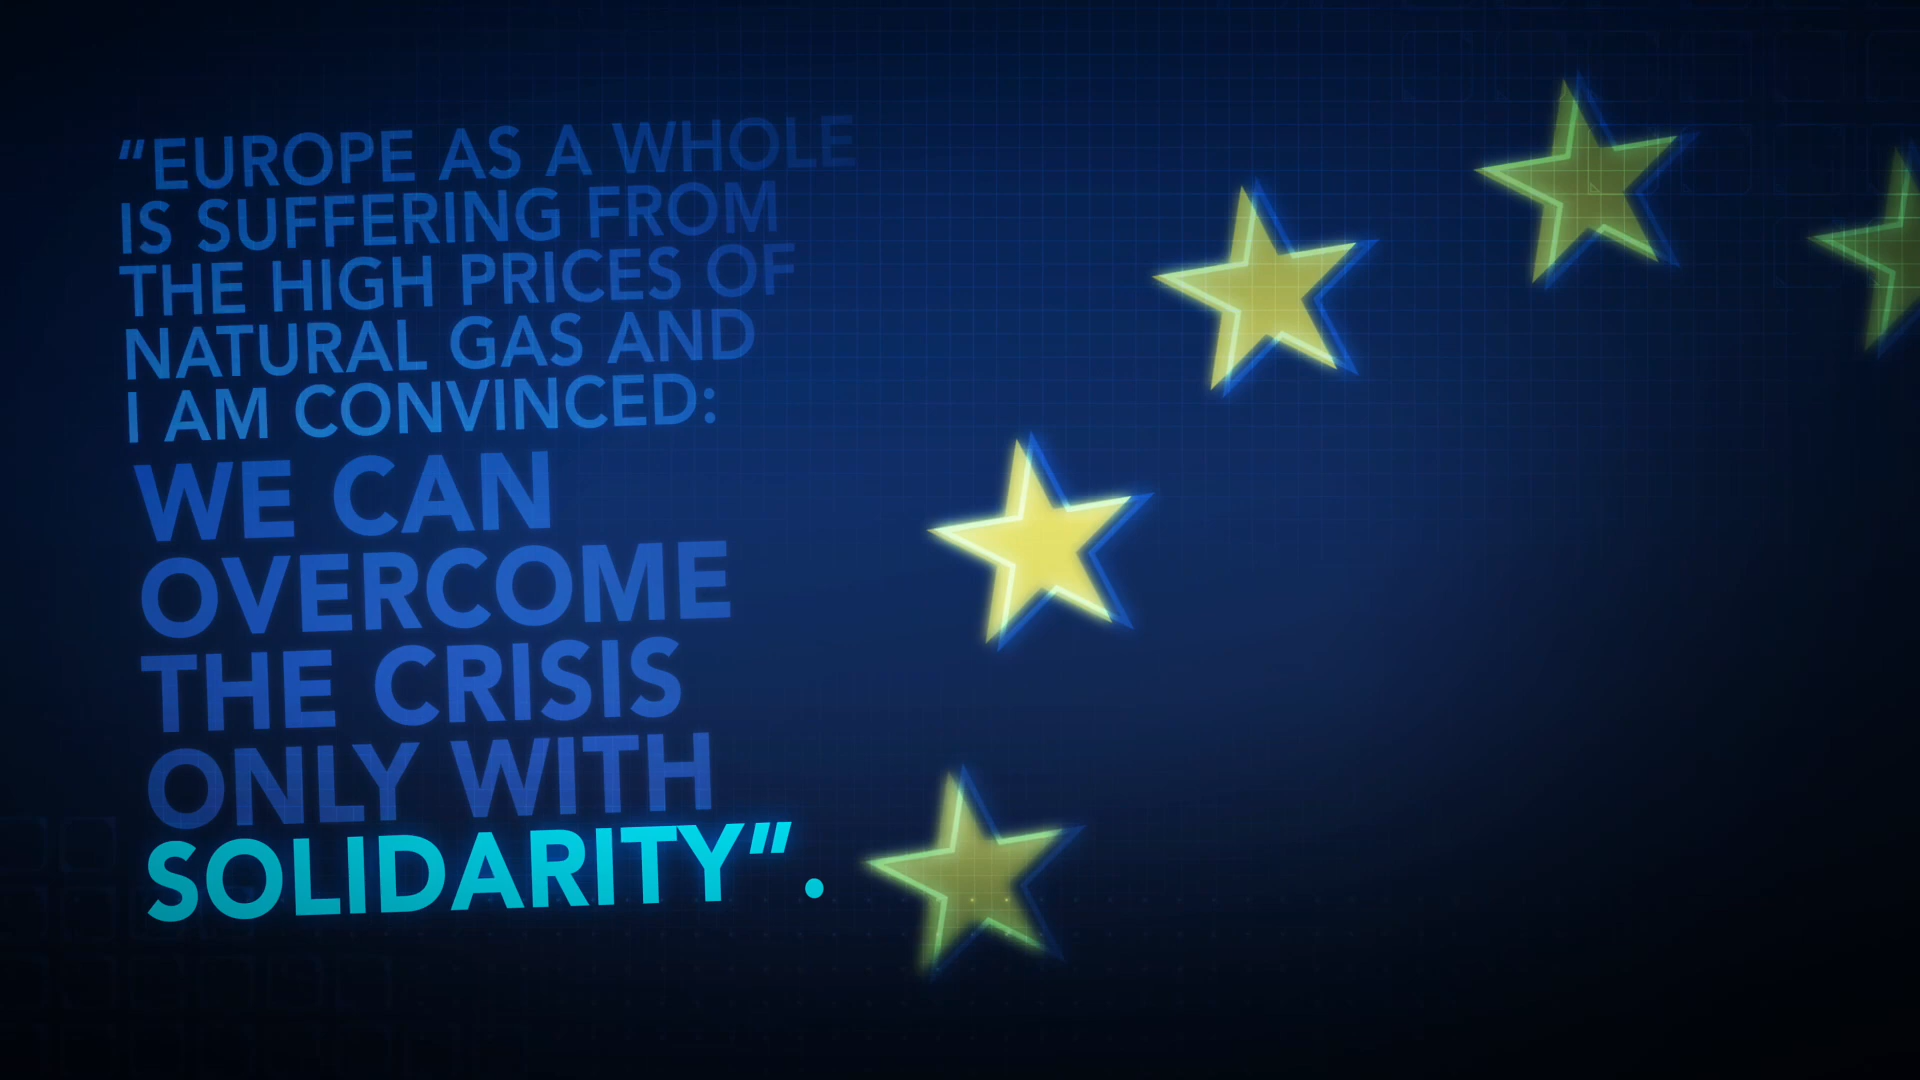 "EUROPE AS A WHOLE
IS SUFFERING FROM
THE HIGH PRICES OF
NATURAL GAS AND
I AM CONVINCED:
WE CAN
OVERCOME
THE CRISIS
ONLY WITH
SOLIDARITY".